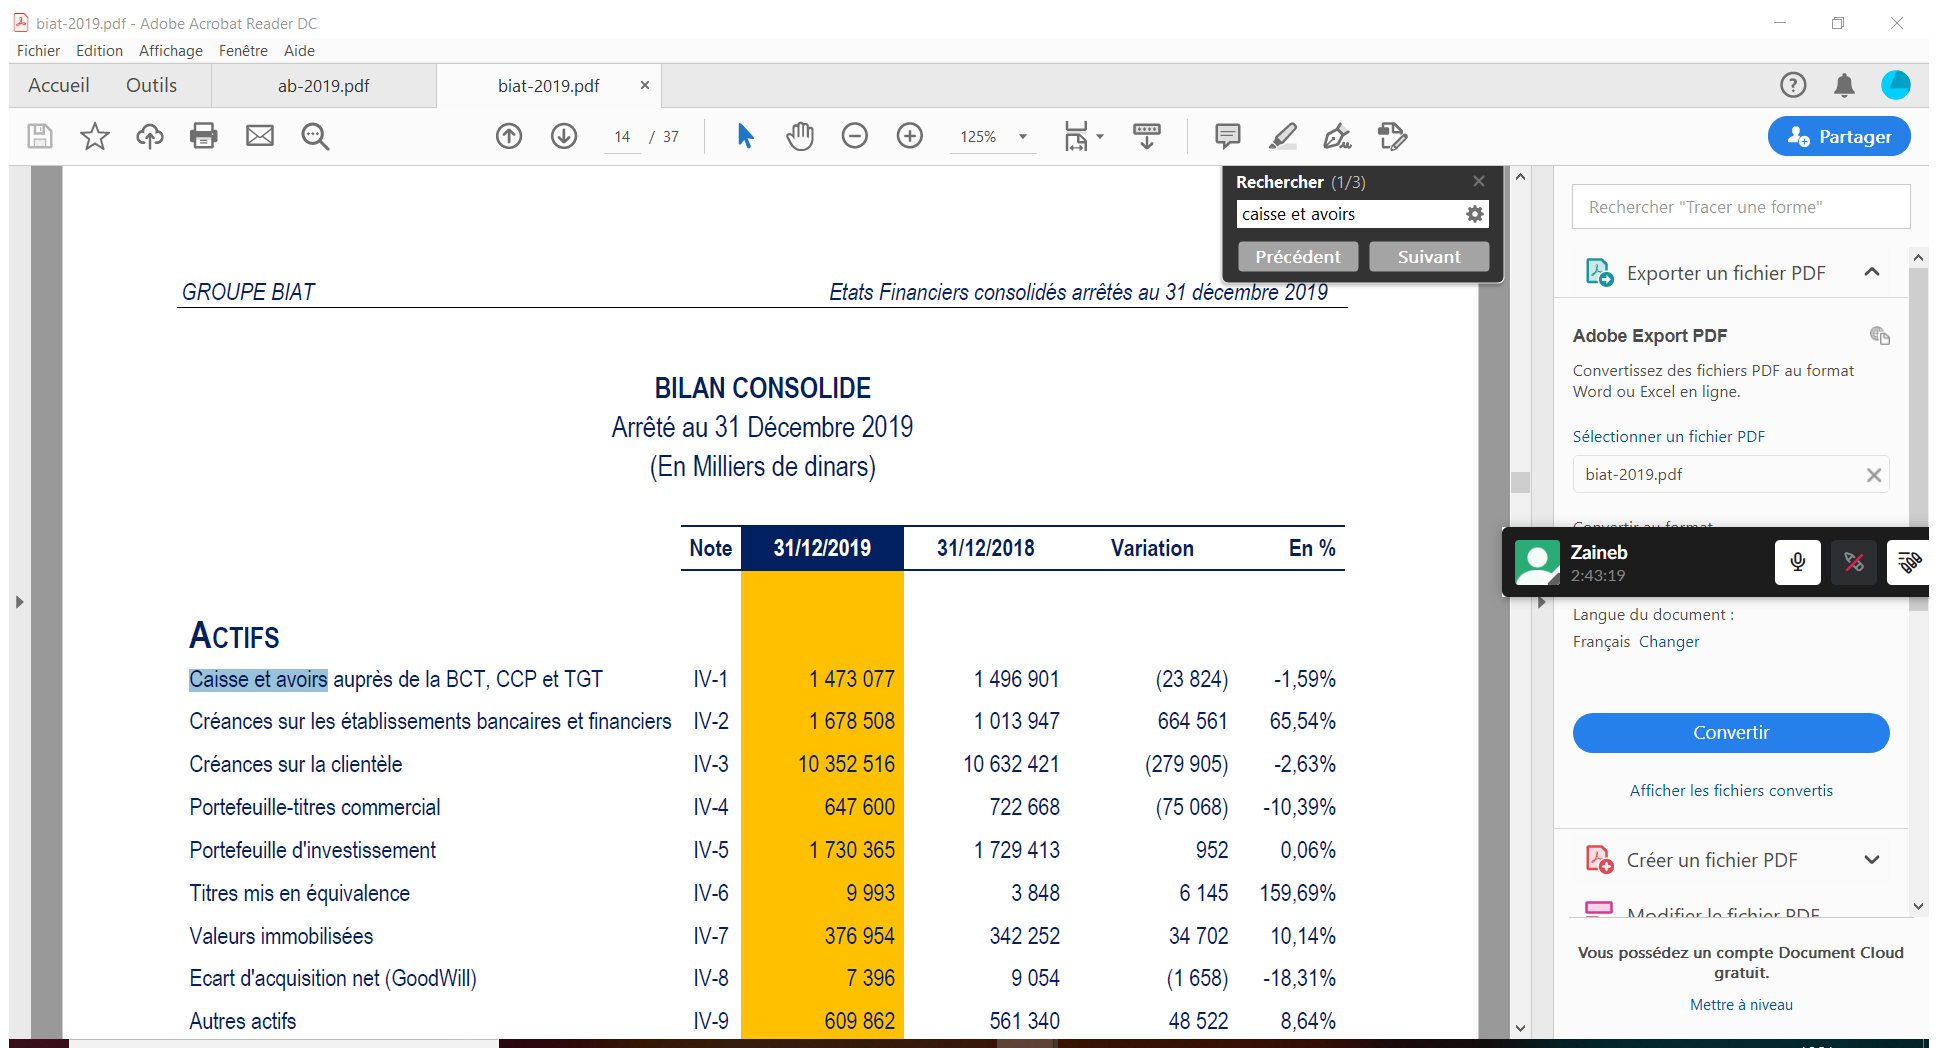 biat-2019.pdf - Adobe Acrobat Reader DC
Fichier Edition Affichage Fenêtre Aide
Accueil Outils ab-2019.pdf biat-2019.pdf
14 / 37 125% Partager
Rechercher (1/3)
caisse et avoirs
Précédent Suivant
GROUPE BIAT Etats Financiers consolidés arrêtés au 31 décembre 2019
BILAN CONSOLIDE
Arrêté au 31 Décembre 2019
(En Milliers de dinars)
Note 31/12/2019 31/12/2018 Variation En %
ACTIFS
Caisse et avoirs auprès de la BCT, CCP et TGT IV-1 1 473 077 1 496 901 (23 824) -1,59%
Créances sur les établissements bancaires et financiers IV-2 1 678 508 1 013 947 664 561 65,54%
Créances sur la clientèle IV-3 10 352 516 10 632 421 (279 905) -2,63%
Portefeuille-titres commercial IV-4 647 600 722 668 (75 068) -10,39%
Portefeuille d'investissement IV-5 1 730 365 1 729 413 952 0,06%
Titres mis en équivalence IV-6 9 993 3 848 6 145 159,69%
Valeurs immobilisées IV-7 376 954 342 252 34 702 10,14%
Ecart d'acquisition net (GoodWill) IV-8 7 396 9 054 (1 658) -18,31%
Autres actifs IV-9 609 862 561 340 48 522 8,64%
Rechercher "Tracer une forme"
Exporter un fichier PDF
Adobe Export PDF
Convertissez des fichiers PDF au format
Word ou Excel en ligne.
Sélectionner un fichier PDF
biat-2019.pdf
Convertir au format
Zaineb
2:43:19
Langue du document :
Français Changer
Convertir
Afficher les fichiers convertis
Créer un fichier PDF
Modifier le fichier PDF
Vous possédez un compte Document Cloud
gratuit.
Mettre à niveau